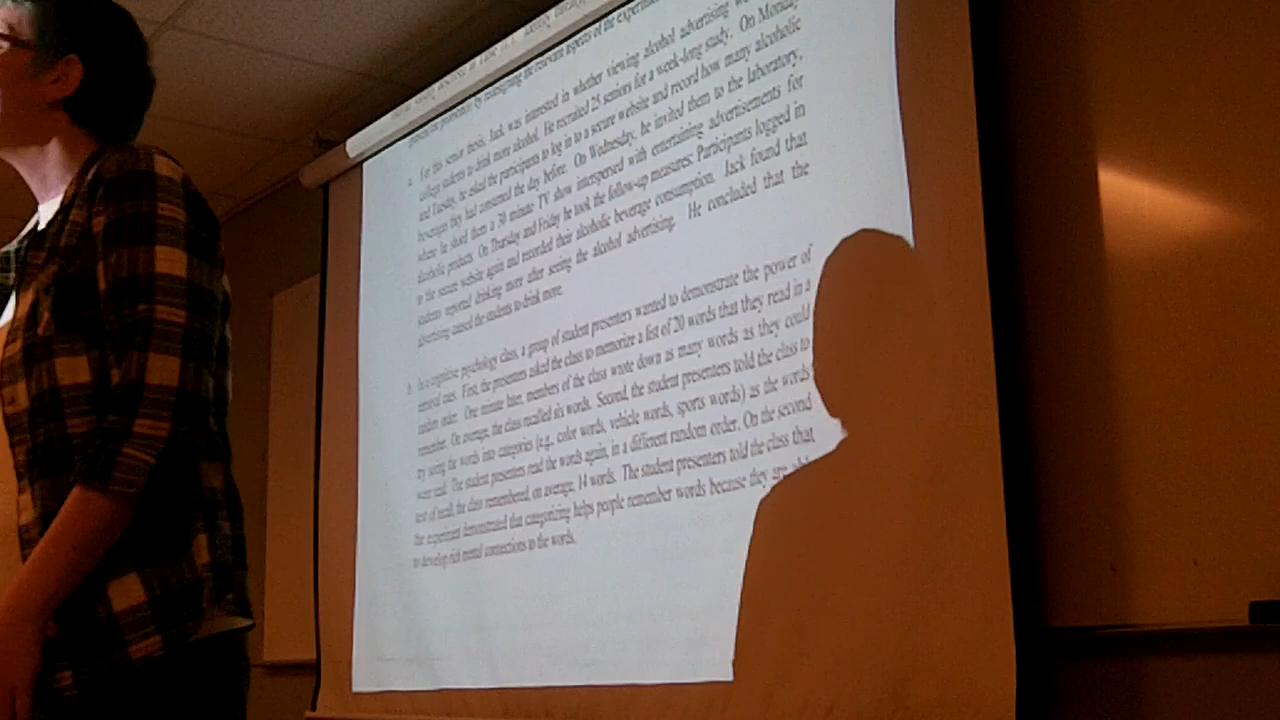 presenters) by redesigning the relevant aspects of the
a. For this senior thesis, Jack was interested in whether viewing alcohol advertising
college students to drink more alcohol. He recruited 25 seniors for a week-long study. On Monday
and Tuesday, he asked the participants to log in to a secure website and record how many alcoholic
beverages they had consumed the day before. On Wednesday, he invited them to the laboratory,
where he showed them a 30 minute TV show interspersed with entertaining advertisements for
alcoholic products. On Thursday and Friday he took the follow-up measures: Participants logged in
to the secure website again and recorded their alcoholic beverage consumption. Jack found that
students reported drinking more after seeing the alcohol advertising. He concluded that the
advertising caused the students to drink more.
b. In a cognitive psychology class, a group of student presenters wanted to demonstrate the power of
retrieval cues. First, the presenters asked the class to memorize a list of 20 words that they read in a
random order. One minute later, members of the class wrote down as many words as they could
remember. On average, the class recalled six words. Second, the student presenters told the class to
try sorting the words into categories (e.g., color words, vehicle words, sports words) as the words
were read. The student presenters read the words again, in a different random order. On the second
test of recall, the class remembered, on average, 14 words. The student presenters told the class that
the experiment demonstrated that categorizing helps people remember words because they are
to develop rich mental connections to the words.